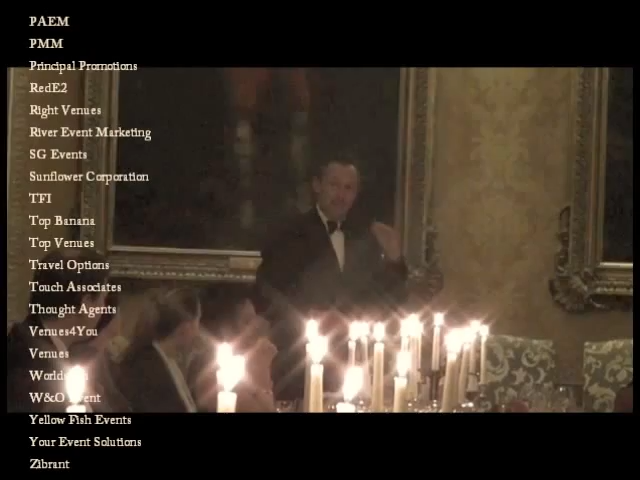 PAEM
PMM
Principal Promotions
RedE2
Right Venues
River Event Marketing
SG Events
Sunflower Corporation
TFI
Top Banana
Top Venues
Travel Options
Touch Associates
Thought Agents
Venues4You
Venues
W&O Event
Yellow Fish Events
Your Event Solutions
Zibrant